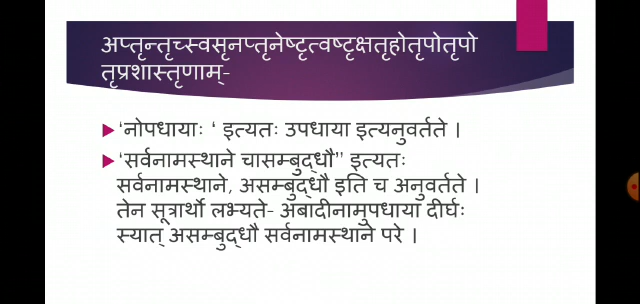 अप्तृन्तृच्स्वसृनप्तृनेष्टृत्वष्टृक्षतृहोतृपोतृपो
तृप्रशास्तृणाम्-
'नोपधायाः ' इत्यतः उपधाया इत्यनुवर्तते ।
'सर्वनामस्थाने चासम्बुद्धौ'' इत्यतः
सर्वनामस्थाने, असम्बुद्धौ इति च अनुवर्तते ।
तेन सूत्रार्थो लभ्यते- अबादीनामुपधाया दीर्घः
स्यात् असम्बुद्धौ सर्वनामस्थाने परे ।